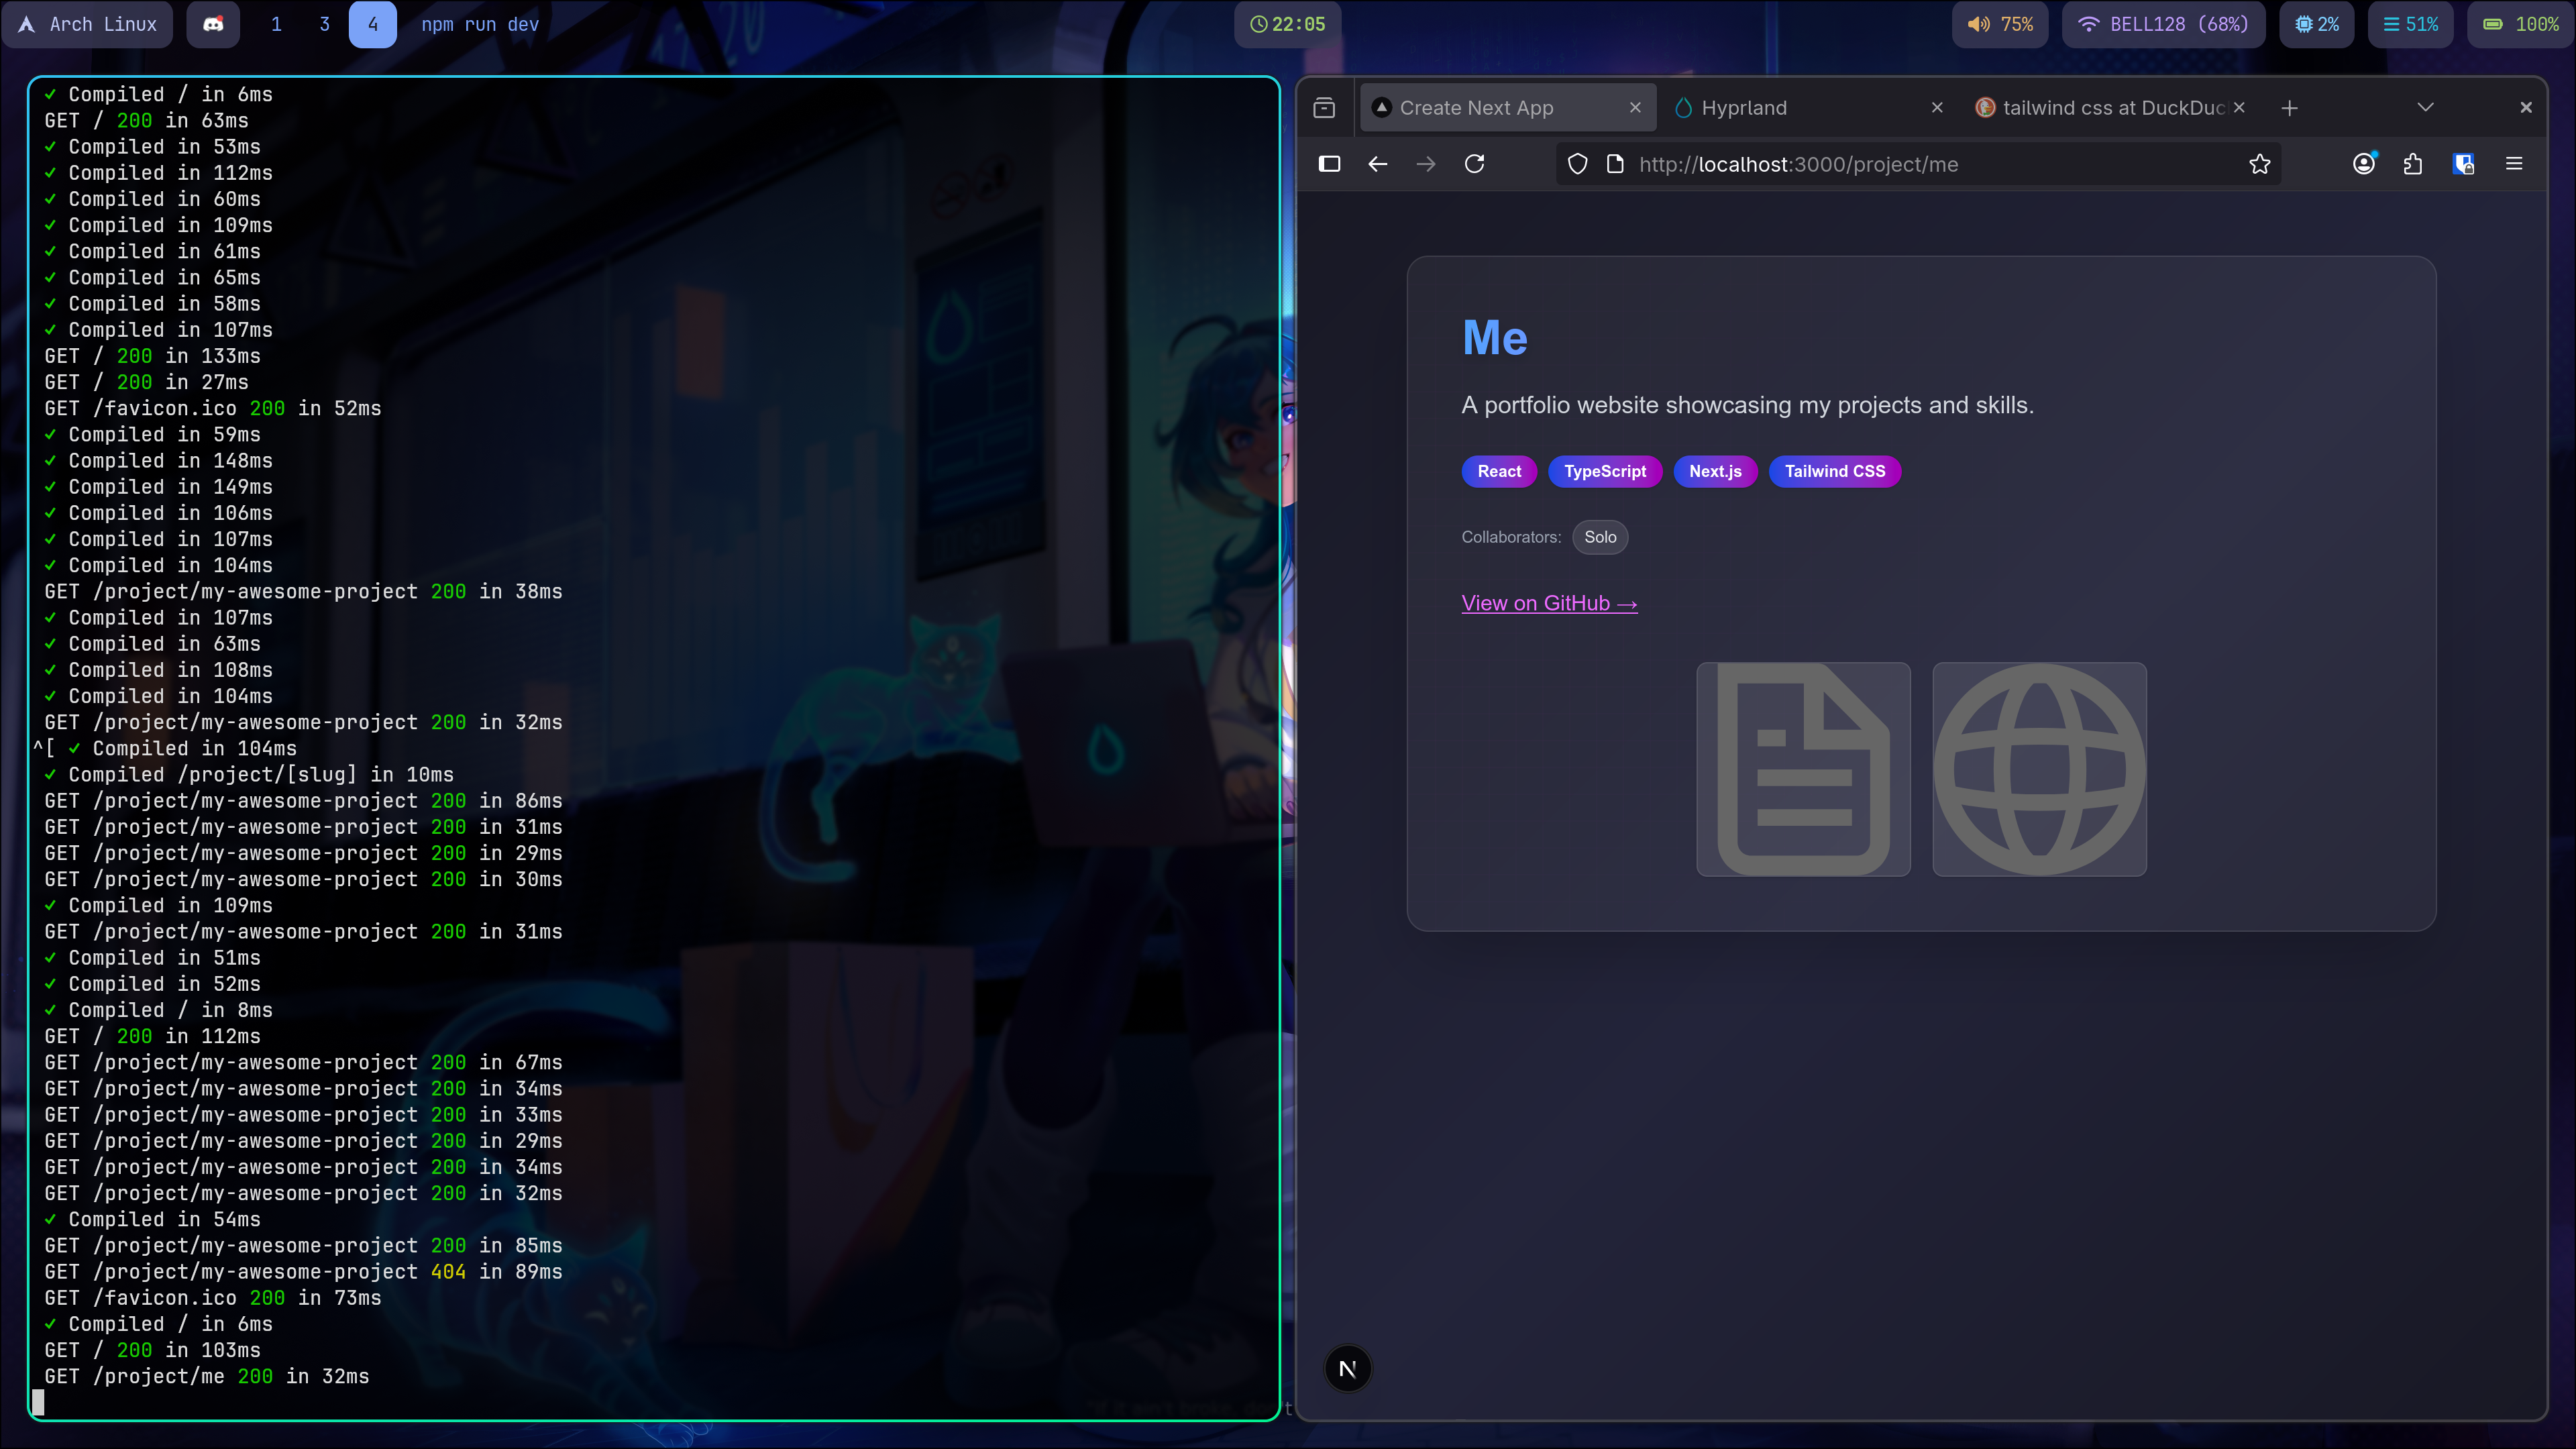 Arch Linux 1 3 4 npm run dev 22:05 75% BELL128 (68%) 2% 51% 100%
✓ Compiled / in 6ms
GET / 200 in 63ms
✓ Compiled in 53ms
✓ Compiled in 112ms
✓ Compiled in 60ms
✓ Compiled in 109ms
✓ Compiled in 61ms
✓ Compiled in 65ms
✓ Compiled in 58ms
✓ Compiled in 107ms
GET / 200 in 133ms
GET / 200 in 27ms
GET /favicon.ico 200 in 52ms
✓ Compiled in 59ms
✓ Compiled in 148ms
✓ Compiled in 149ms
✓ Compiled in 106ms
✓ Compiled in 107ms
✓ Compiled in 104ms
GET /project/my-awesome-project 200 in 38ms
✓ Compiled in 107ms
✓ Compiled in 63ms
✓ Compiled in 108ms
✓ Compiled in 104ms
GET /project/my-awesome-project 200 in 32ms
^[ ✓ Compiled in 104ms
✓ Compiled /project/[slug] in 10ms
GET /project/my-awesome-project 200 in 86ms
GET /project/my-awesome-project 200 in 31ms
GET /project/my-awesome-project 200 in 29ms
GET /project/my-awesome-project 200 in 30ms
✓ Compiled in 109ms
GET /project/my-awesome-project 200 in 31ms
✓ Compiled in 51ms
✓ Compiled in 52ms
✓ Compiled / in 8ms
GET / 200 in 112ms
GET /project/my-awesome-project 200 in 67ms
GET /project/my-awesome-project 200 in 34ms
GET /project/my-awesome-project 200 in 33ms
GET /project/my-awesome-project 200 in 29ms
GET /project/my-awesome-project 200 in 34ms
GET /project/my-awesome-project 200 in 32ms
✓ Compiled in 54ms
GET /project/my-awesome-project 200 in 85ms
GET /project/my-awesome-project 404 in 89ms
GET /favicon.ico 200 in 73ms
✓ Compiled / in 6ms
GET / 200 in 103ms
GET /project/me 200 in 32ms
Create Next App Hyprland tailwind css at DuckDuc
http://localhost:3000/project/me
Me
A portfolio website showcasing my projects and skills.
React TypeScript Next.js Tailwind CSS
Collaborators: Solo
View on GitHub →
N